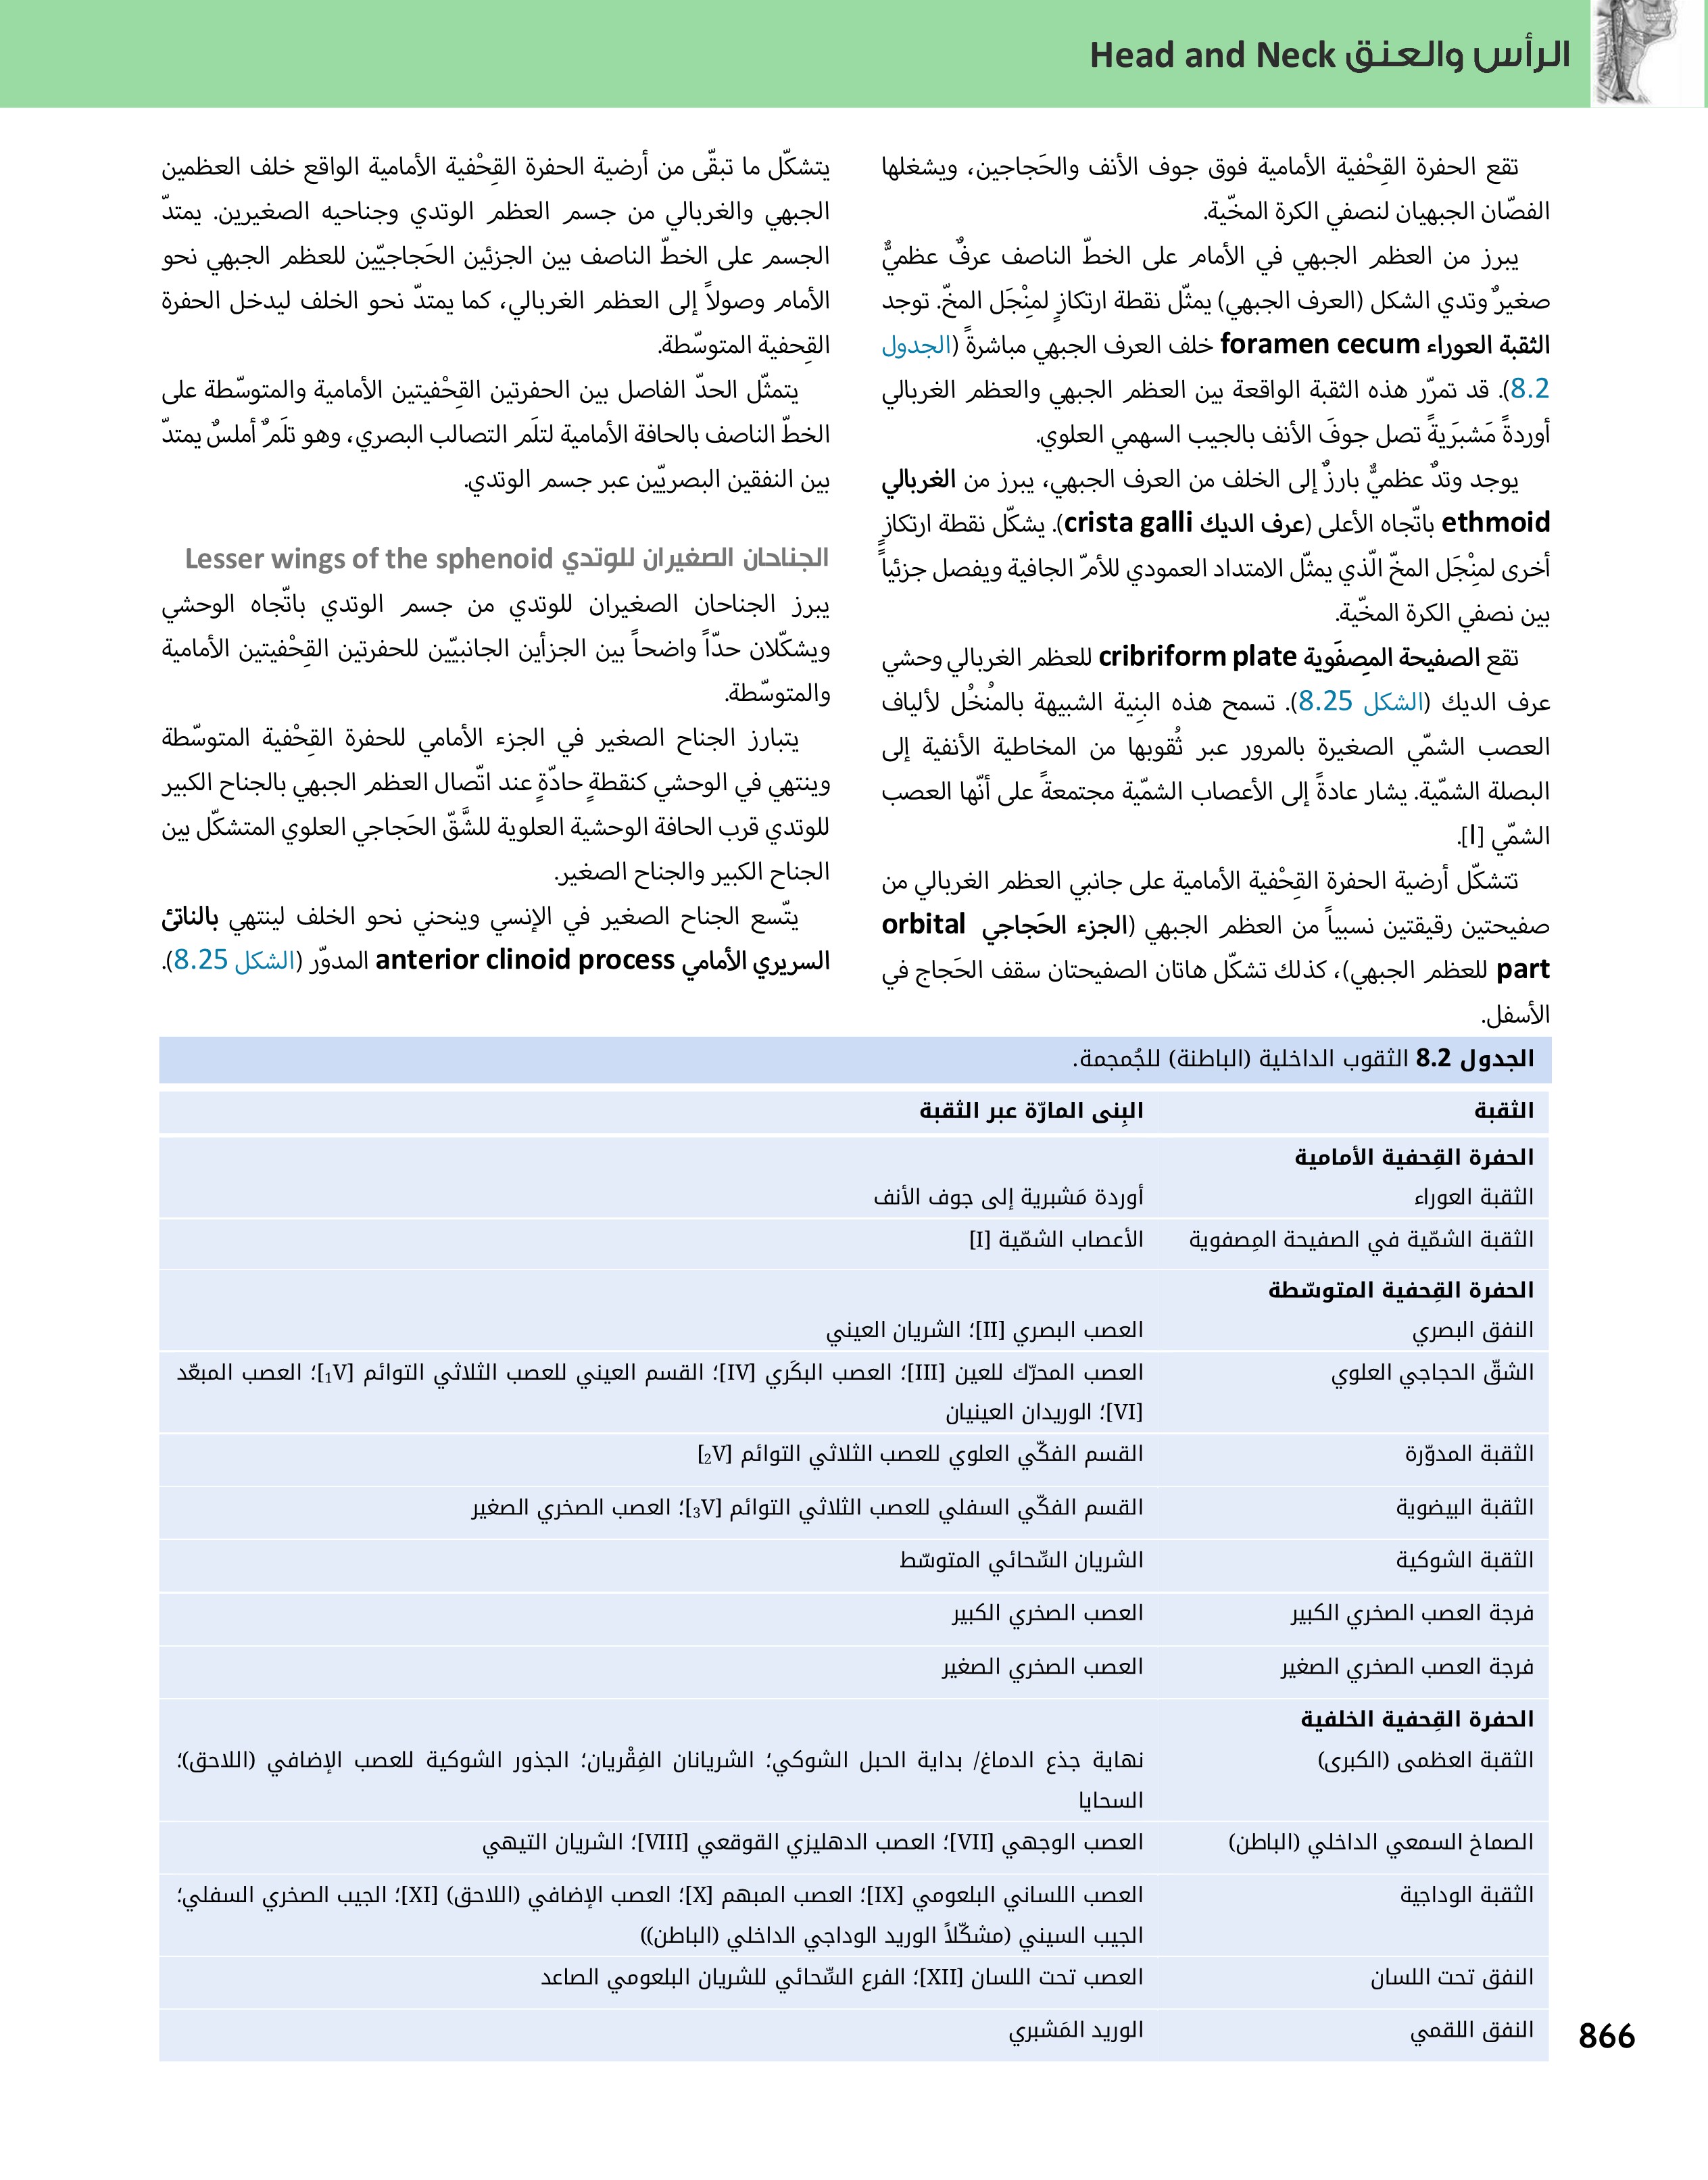 الرأس والعنق Head and Neck
تقع الحفرة القِحْفية الأمامية فوق جوف الأنف والحَجاجين، ويشغلها
الفصّان الجبهيان لنصفي الكرة المخّية.
يبرز من العظم الجبهي في الأمام على الخطّ الناصف عرفٌ عظميٌّ
صغيرٌ وتدي الشكل (العرف الجبهي) يمثّل نقطة ارتكازٍ لمنِْجَل المخّ. توجد
الثقبة العوراء foramen cecum خلف العرف الجبهي مباشرةً (الجدول
8.2). قد تمرّر هذه الثقبة الواقعة بين العظم الجبهي والعظم الغربالي
أوردةً مَشبرَيةً تصل جوفَ الأنف بالجيب السهمي العلوي.
يوجد وتدٌ عظميٌّ بارزٌ إلى الخلف من العرف الجبهي، يبرز من الغربالي
ethmoid باتّجاه الأعلى (عرف الديك crista galli). يشكّل نقطة ارتكازٍ
أخرى لمنِْجَل المخّ الّذي يمثّل الامتداد العمودي للأمّ الجافية ويفصل جزئياً
بين نصفي الكرة المخّية.
تقع الصفيحة المِصفَوية cribriform plate للعظم الغربالي وحشي
عرف الديك (الشكل 8.25). تسمح هذه البنِية الشبيهة بالمنُخُل لألياف
العصب الشمّي الصغيرة بالمرور عبر ثُقوبها من المخاطية الأنفية إلى
البصلة الشمّية. يشار عادةً إلى الأعصاب الشمّية مجتمعةً على أنّها العصب
الشمّي [I].
تتشكّل أرضية الحفرة القِحْفية الأمامية على جانبي العظم الغربالي من
صفيحتين رقيقتين نسبياً من العظم الجبهي (الجزء الحَجاجي orbital
part للعظم الجبهي)، كذلك تشكّل هاتان الصفيحتان سقف الحَجاج في
الأسفل.
يتشكّل ما تبقّى من أرضية الحفرة القِحْفية الأمامية الواقع خلف العظمين
الجبهي والغربالي من جسم العظم الوتدي وجناحيه الصغيرين. يمتدّ
الجسم على الخطّ الناصف بين الجزئين الحَجاجيّين للعظم الجبهي نحو
الأمام وصولاً إلى العظم الغربالي، كما يمتدّ نحو الخلف ليدخل الحفرة
القِحفية المتوسّطة.
يتمثّل الحدّ الفاصل بين الحفرتين القِحْفيتين الأمامية والمتوسّطة على
الخطّ الناصف بالحافة الأمامية لتلَم التصالب البصري، وهو تلَمٌ أملسٌ يمتدّ
بين النفقين البصريّين عبر جسم الوتدي.
الجناحان الصغيران للوتدي Lesser wings of the sphenoid
يبرز الجناحان الصغيران للوتدي من جسم الوتدي باتّجاه الوحشي
ويشكّلان حدّاً واضحاً بين الجزأين الجانبيّين للحفرتين القِحْفيتين الأمامية
والمتوسّطة.
يتبارز الجناح الصغير في الجزء الأمامي للحفرة القِحْفية المتوسّطة
وينتهي في الوحشي كنقطةٍ حادّةٍ عند اتّصال العظم الجبهي بالجناح الكبير
للوتدي قرب الحافة الوحشية العلوية للشَّقّ الحَجاجي العلوي المتشكّل بين
الجناح الكبير والجناح الصغير.
يتّسع الجناح الصغير في الإنسي وينحني نحو الخلف لينتهي بالناتئ
السريري الأمامي anterior clinoid process المدوّر (الشكل 8.25).
الجدول 8.2 الثقوب الداخلية (الباطنة) للجُمجمة.
الثقبة البِنى المارّة عبر الثقبة
الحفرة القِحفية الأمامية
الثقبة العوراء أوردة مَشبرية إلى جوف الأنف
الثقبة الشمّية في الصفيحة المِصفوية الأعصاب الشمّية [I]
الحفرة القِحفية المتوسّطة
النفق البصري العصب البصري [II]؛ الشريان العيني
الشقّ الحجاجي العلوي العصب المحرّك للعين [III]؛ العصب البكَري [IV]؛ القسم العيني للعصب الثلاثي التوائم [V₁]؛ العصب المبعّد
[VI]؛ الوريدان العينيان
الثقبة المدوّرة القسم الفكّي العلوي للعصب الثلاثي التوائم [V₂]
الثقبة البيضوية القسم الفكّي السفلي للعصب الثلاثي التوائم [V₃]؛ العصب الصخري الصغير
الثقبة الشوكية الشريان السِّحائي المتوسّط
فرجة العصب الصخري الكبير العصب الصخري الكبير
فرجة العصب الصخري الصغير العصب الصخري الصغير
الحفرة القِحفية الخلفية
الثقبة العظمى (الكبرى) نهاية جذع الدماغ/ بداية الحبل الشوكي؛ الشريانان الفِقْريان؛ الجذور الشوكية للعصب الإضافي (اللاحق)؛
السحايا
الصماخ السمعي الداخلي (الباطن) العصب الوجهي [VII]؛ العصب الدهليزي القوقعي [VIII]؛ الشريان التيهي
الثقبة الوداجية العصب اللساني البلعومي [IX]؛ العصب المبهم [X]؛ العصب الإضافي (اللاحق) [XI]؛ الجيب الصخري السفلي؛
الجيب السيني (مشكّلاً الوريد الوداجي الداخلي (الباطن))
النفق تحت اللسان العصب تحت اللسان [XII]؛ الفرع السِّحائي للشريان البلعومي الصاعد
النفق اللقمي الوريد المَشبري
866